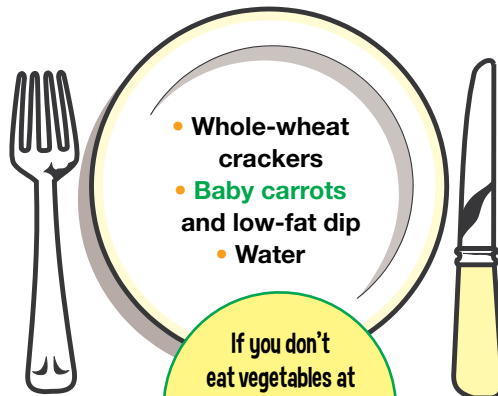 • Whole-wheat
crackers
• Baby carrots
and low-fat dip
• Water
If you don't
eat vegetables at